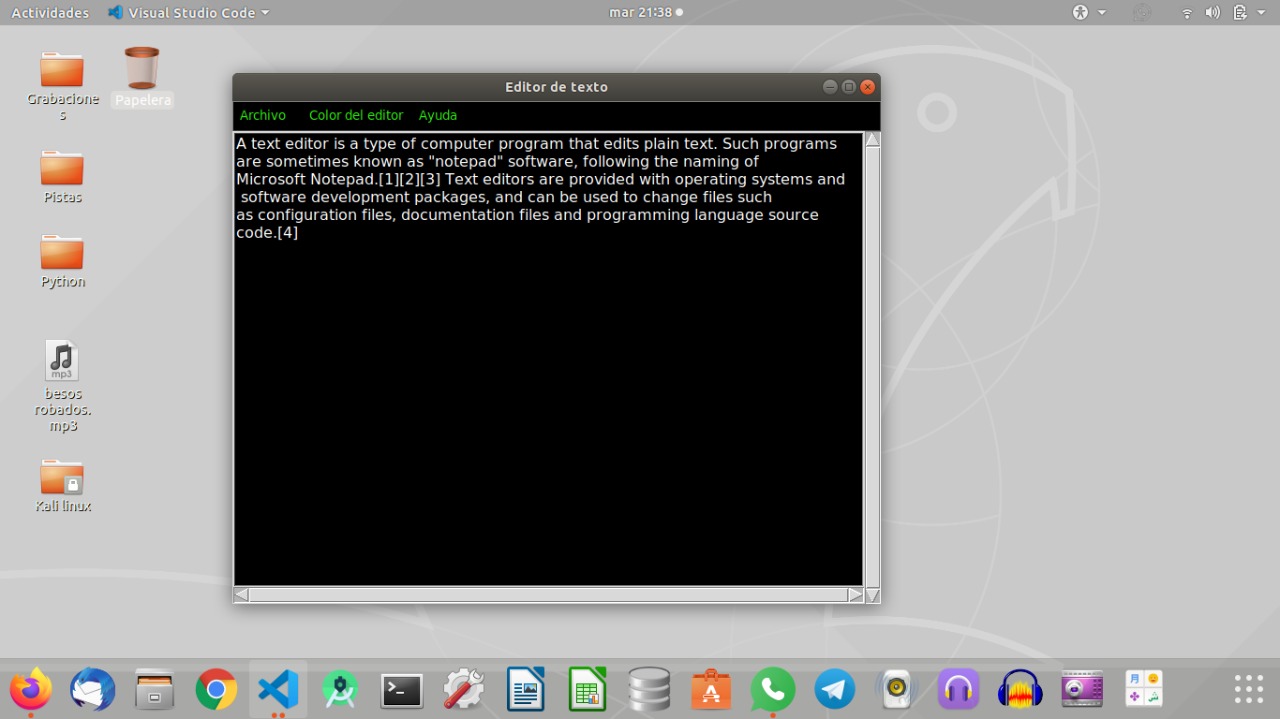 Actividades Visual Studio Code mar 21:38
Grabacione
s
Papelera
Pistas
Python
mp3
besos
robados.
mp3
Kali linux
Editor de texto
Archivo Color del editor Ayuda
A text editor is a type of computer program that edits plain text. Such programs
are sometimes known as "notepad" software, following the naming of
Microsoft Notepad.[1][2][3] Text editors are provided with operating systems and
software development packages, and can be used to change files such
as configuration files, documentation files and programming language source
code.[4]